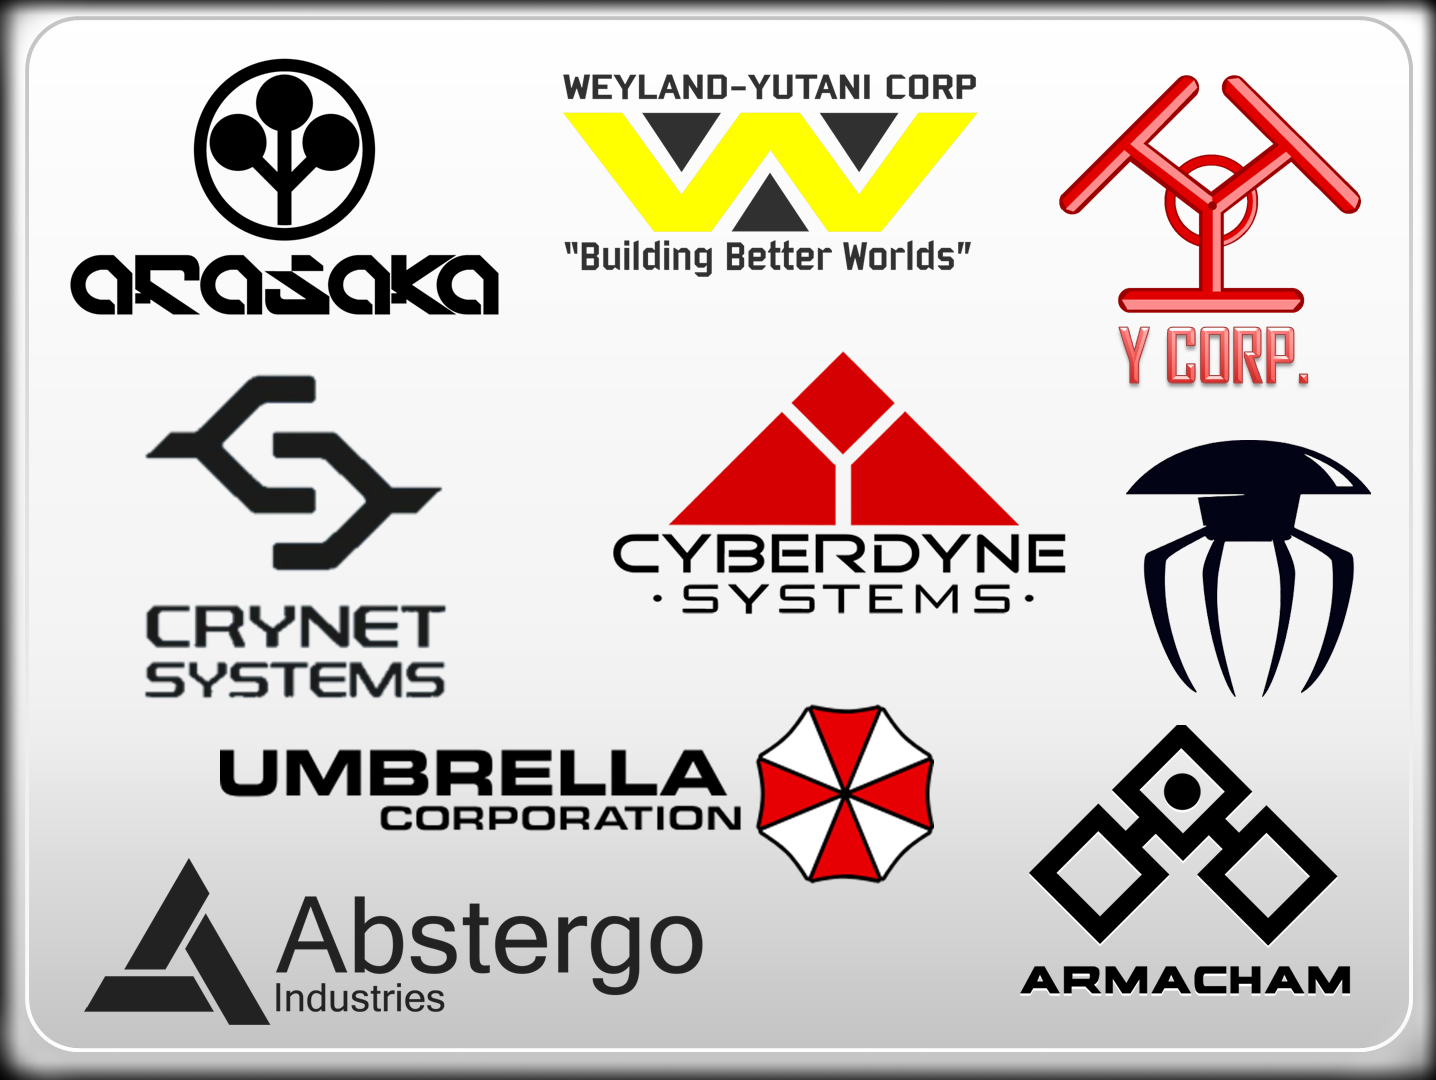 WEYLAND-YUTANI CORP
"Building Better Worlds"
arasaka
Y CORP.
CRYNET
SYSTEMS
CYBERDYNE
·SYSTEMS·
UMBRELLA
CORPORATION
Abstergo
Industries
ARMACHAM